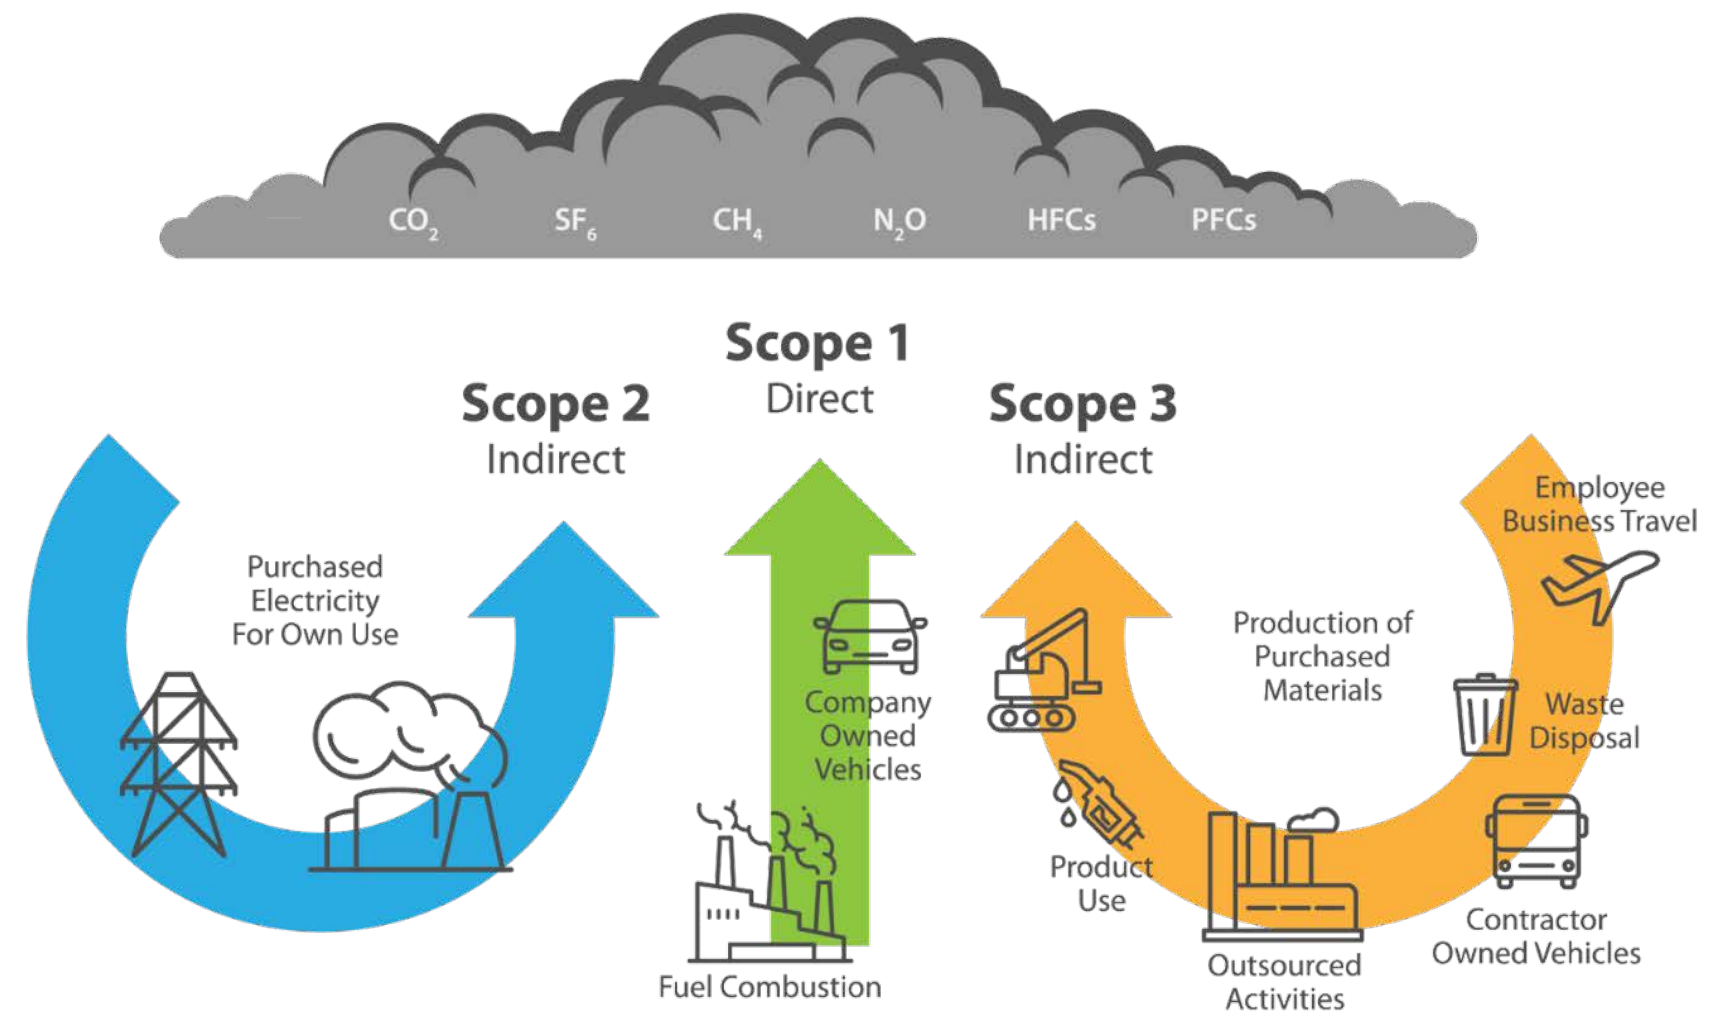 CO₂ SF₆ CH₄ N₂O HFCs PFCs
Scope 1
Direct
Scope 2
Indirect
Scope 3
Indirect
Purchased
Electricity
For Own Use
Company
Owned
Vehicles
Fuel Combustion
Employee
Business Travel
Production of
Purchased
Materials
Waste
Disposal
Product
Use
Contractor
Owned Vehicles
Outsourced
Activities